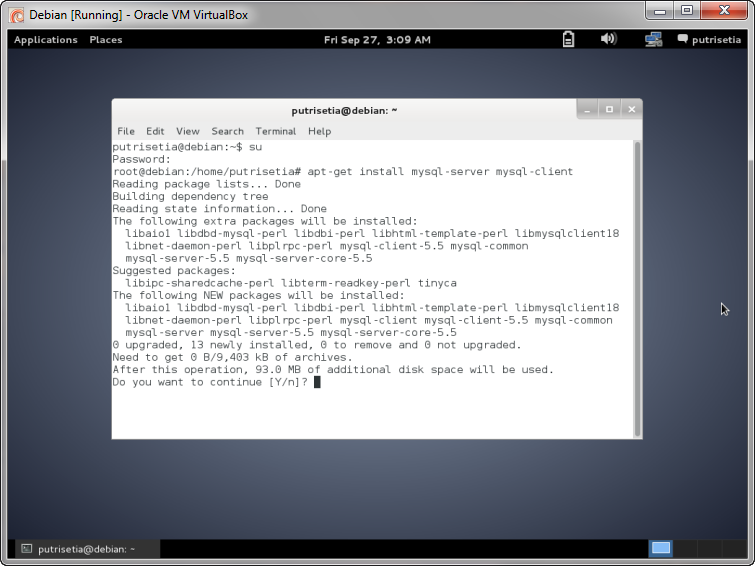 Debian [Running] - Oracle VM VirtualBox
Applications Places Fri Sep 27, 3:09 AM putrisetia
putrisetia@debian: ~
File Edit View Search Terminal Help
putrisetia@debian:~$ su
Password:
root@debian:/home/putrisetia# apt-get install mysql-server mysql-client
Reading package lists... Done
Building dependency tree
Reading state information... Done
The following extra packages will be installed:
libaio1 libdbd-mysql-perl libdbi-perl libhtml-template-perl libmysqlclient18
libnet-daemon-perl libplrpc-perl mysql-client-5.5 mysql-common
mysql-server-5.5 mysql-server-core-5.5
Suggested packages:
libipc-sharedcache-perl libterm-readkey-perl tinyca
The following NEW packages will be installed:
libaio1 libdbd-mysql-perl libdbi-perl libhtml-template-perl libmysqlclient18
libnet-daemon-perl libplrpc-perl mysql-client mysql-client-5.5 mysql-common
mysql-server mysql-server-5.5 mysql-server-core-5.5
0 upgraded, 13 newly installed, 0 to remove and 0 not upgraded.
Need to get 0 B/9,403 kB of archives.
After this operation, 93.0 MB of additional disk space will be used.
Do you want to continue [Y/n]?
putrisetia@debian: ~